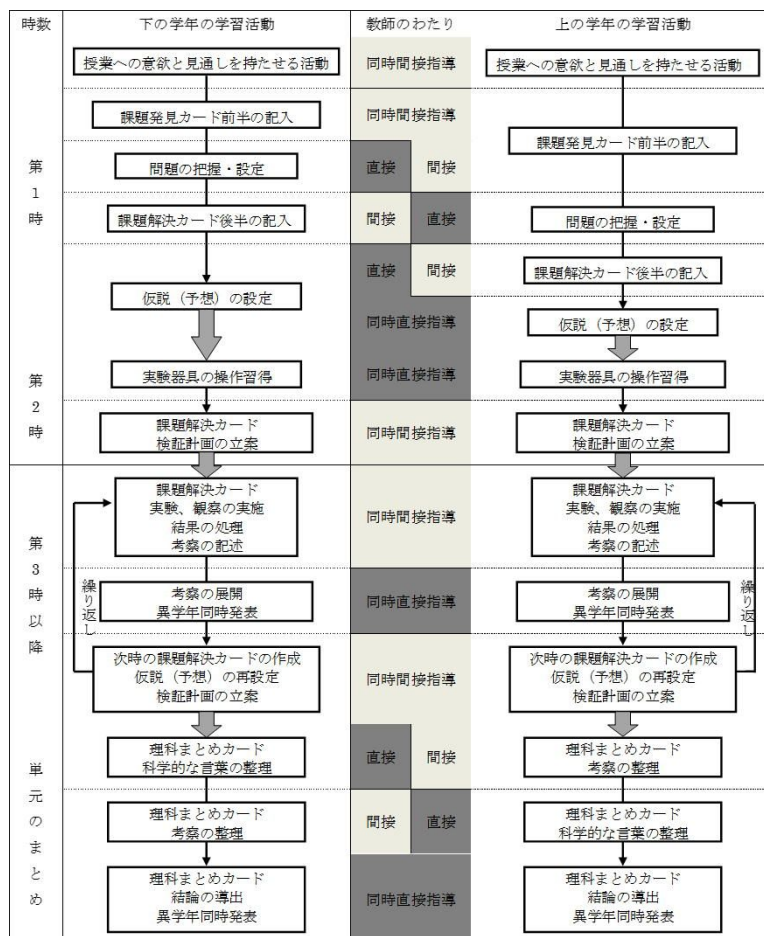 時数
下の学年の学習活動
教師のわたり
上の学年の学習活動
第1時
授業への意欲と見通しを持たせる活動
同時間接指導
授業への意欲と見通しを持たせる活動
課題発見カード前半の記入
同時間接指導
課題発見カード前半の記入
問題の把握・設定
直接
間接
課題解決カード後半の記入
間接
直接
問題の把握・設定
直接
間接
課題解決カード後半の記入
仮説（予想）の設定
同時直接指導
仮説（予想）の設定
第2時
実験器具の操作習得
同時直接指導
実験器具の操作習得
課題解決カード
検証計画の立案
同時間接指導
課題解決カード
検証計画の立案
第3時以降
課題解決カード
実験、観察の実施
結果の処理
考察の記述
同時間接指導
課題解決カード
実験、観察の実施
結果の処理
考察の記述
繰り返し
考察の展開
異学年同時発表
同時直接指導
考察の展開
異学年同時発表
繰り返し
次時の課題解決カードの作成
仮説（予想）の再設定
検証計画の立案
同時間接指導
次時の課題解決カードの作成
仮説（予想）の再設定
検証計画の立案
単元のまとめ
理科まとめカード
科学的な言葉の整理
直接
間接
理科まとめカード
考察の整理
理科まとめカード
考察の整理
間接
直接
理科まとめカード
科学的な言葉の整理
理科まとめカード
結論の導出
異学年同時発表
同時直接指導
理科まとめカード
結論の導出
異学年同時発表